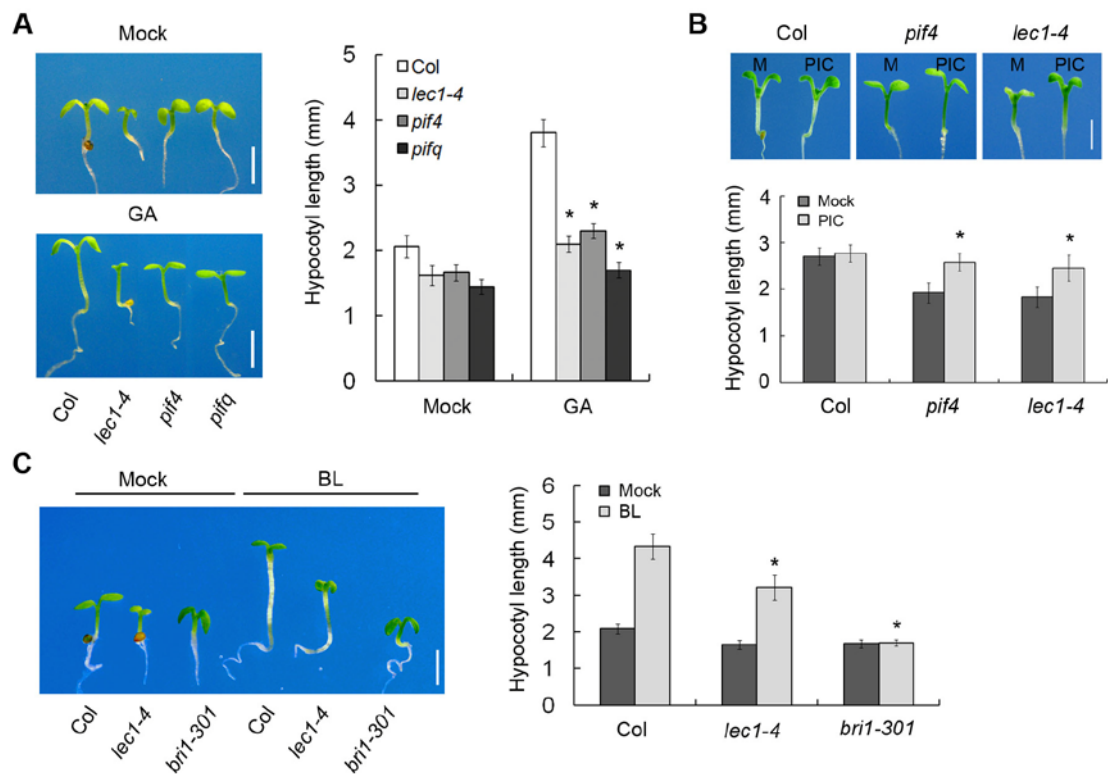 A
Mock
GA
Col
lec1-4
pif4
pifq
Hypocotyl length (mm)
5
4
3
2
1
0
Col
lec1-4
pif4
pifq
*
*
*
Mock
GA
B
Col
pif4
lec1-4
M
PIC
M
PIC
M
PIC
Hypocotyl length (mm)
4
3
2
1
0
Mock
PIC
*
*
Col
pif4
lec1-4
C
Mock
BL
Col
lec1-4
bri1-301
Col
lec1-4
bri1-301
Hypocotyl length (mm)
6
5
4
3
2
1
0
Mock
BL
*
*
Col
lec1-4
bri1-301